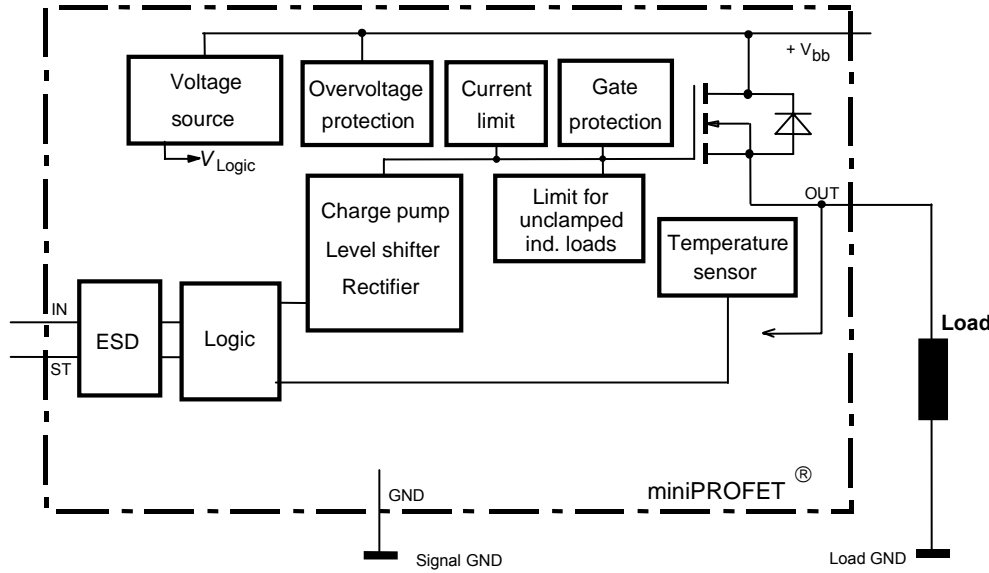 + V bb
Voltage
source
Overvoltage
protection
Current
limit
Gate
protection
V Logic
Charge pump
Level shifter
Rectifier
Limit for
unclamped
ind. loads
OUT
Temperature
sensor
IN
ST
ESD
Logic
Load
GND
miniPROFET ®
Signal GND
Load GND